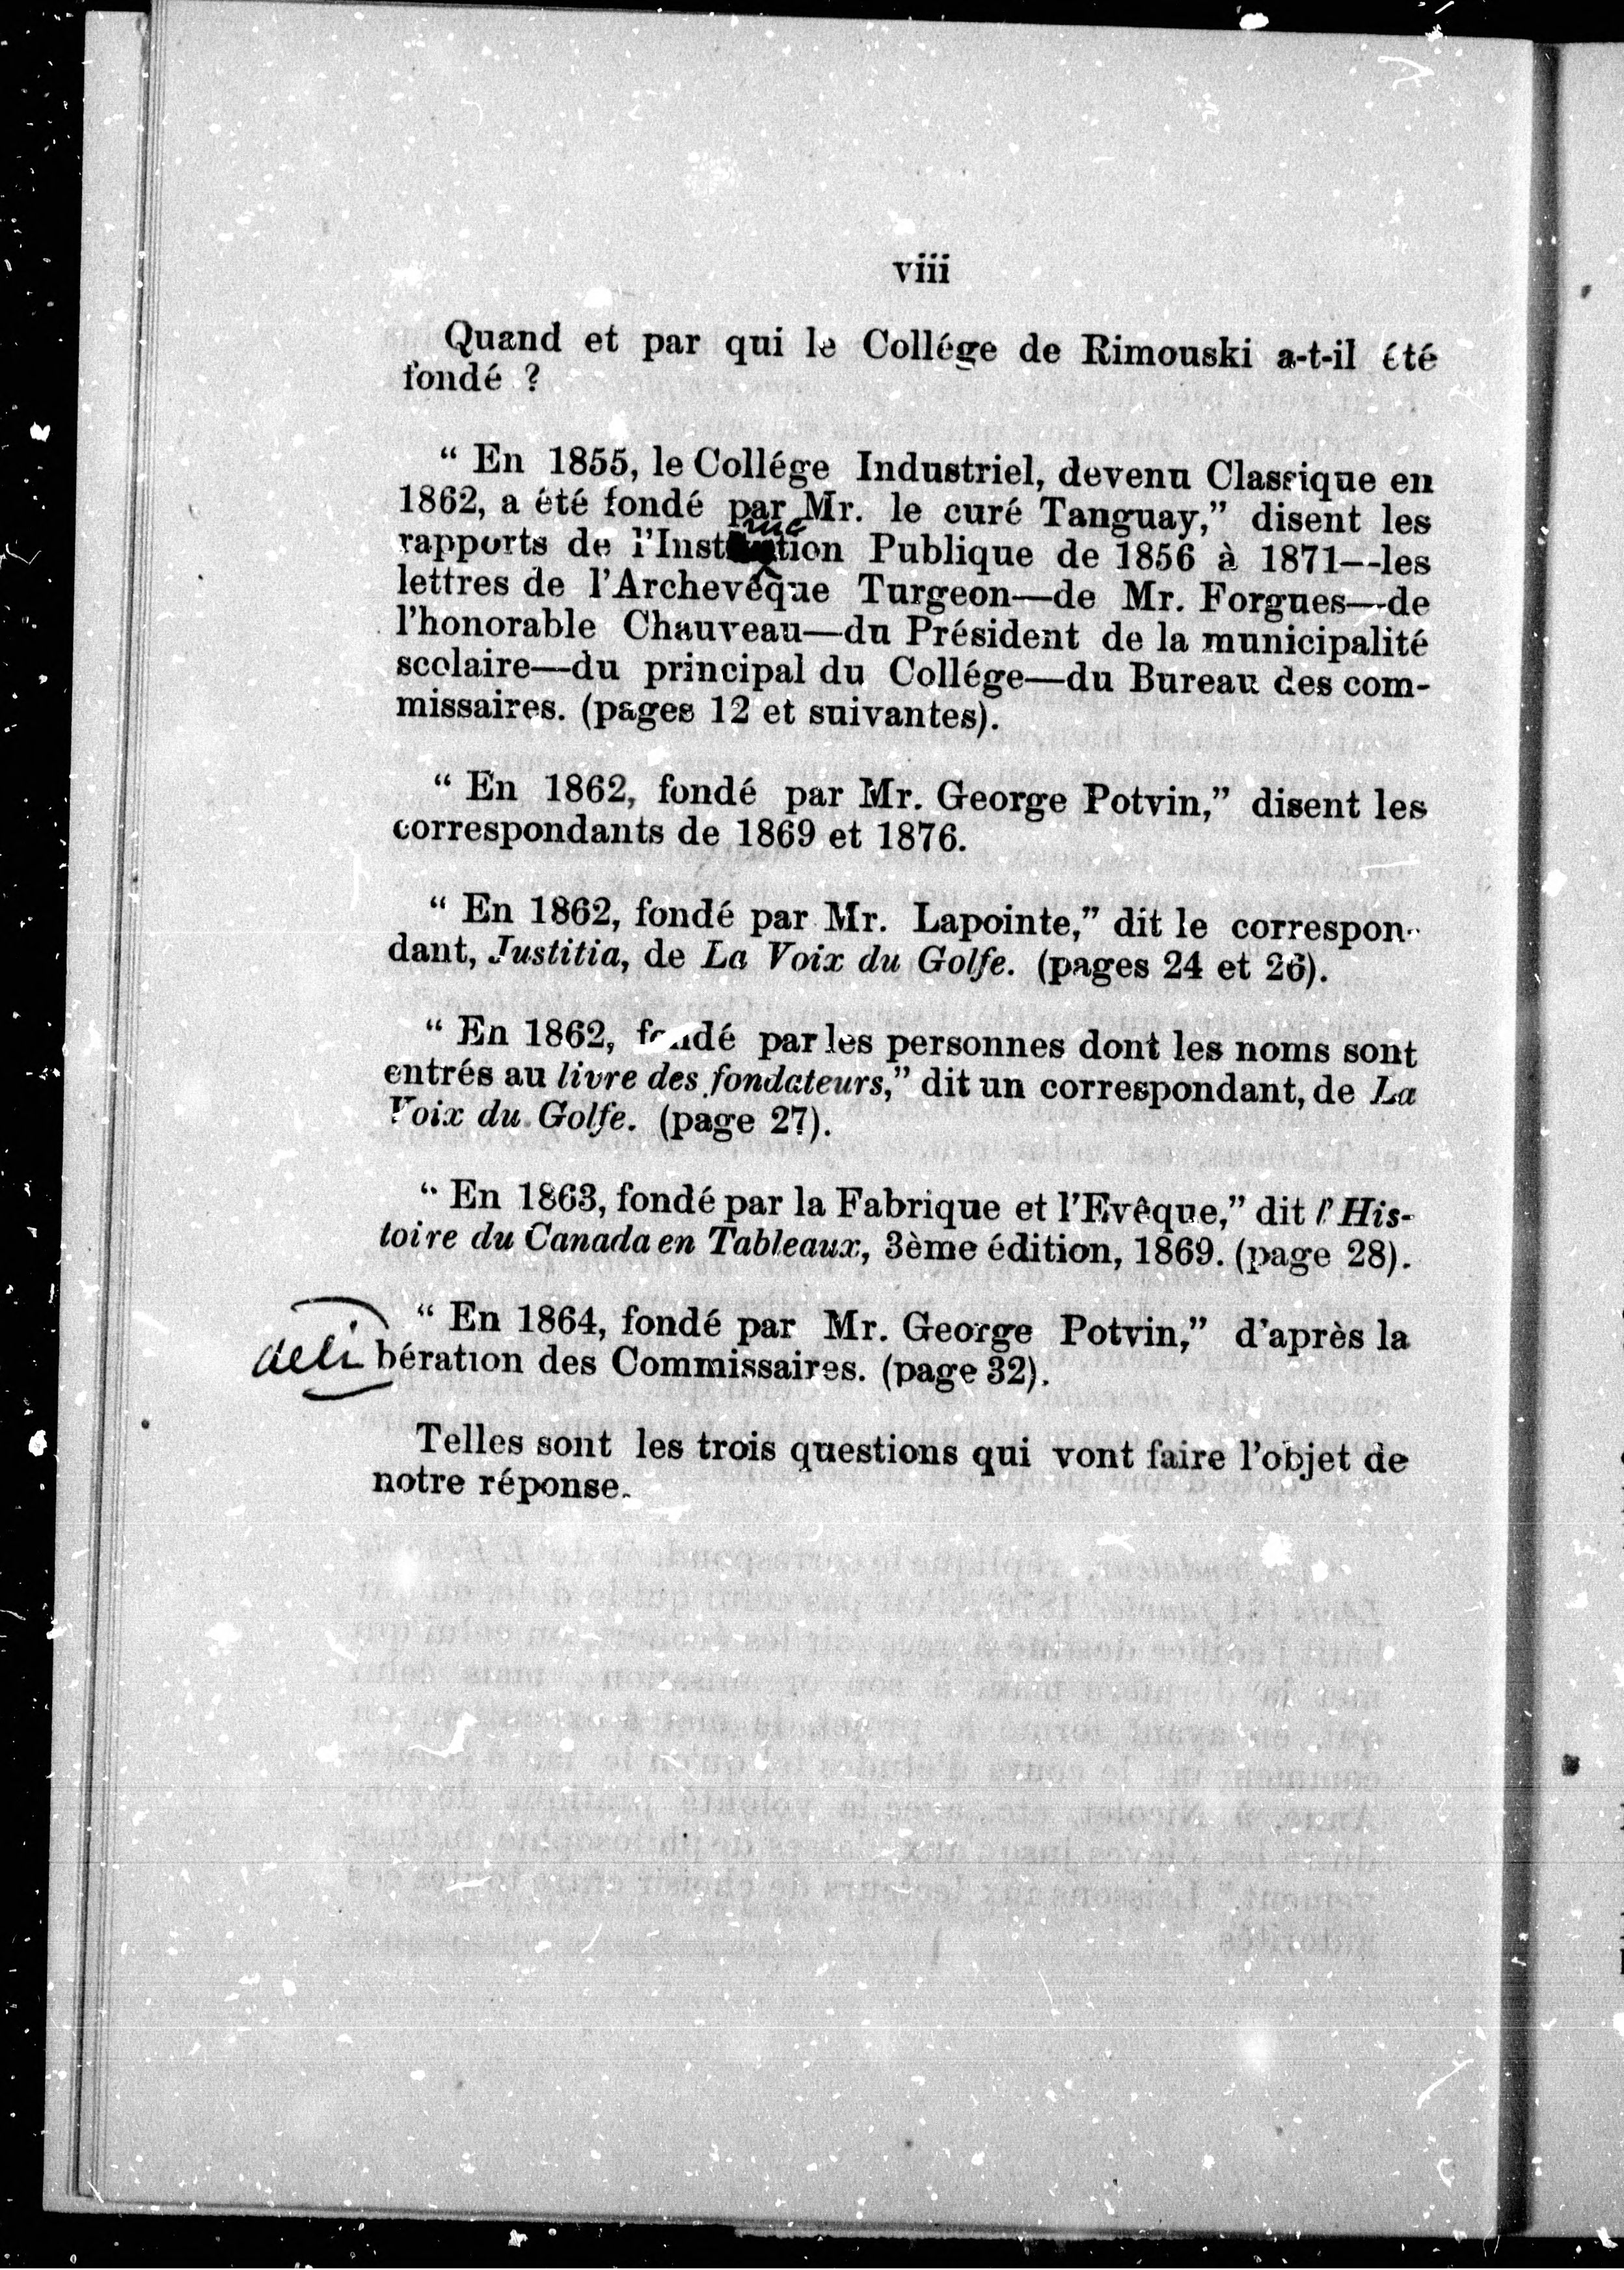 viii
Quand et par qui le Collége de Rimouski a-t-il été
fondé ?
“ En 1855, le Collége Industriel, devenu Classique en
1862, a été fondé par Mr. le curé Tanguay,” disent les
rapports de l'Instruction Publique de 1856 à 1871—les
lettres de l'Archevêque Turgeon—de Mr. Forgues—de
l'honorable Chauveau—du Président de la municipalité
scolaire—du principal du Collége—du Bureau des com-
missaires. (pages 12 et suivantes).
“ En 1862, fondé par Mr. George Potvin,” disent les
correspondants de 1869 et 1876.
“ En 1862, fondé par Mr. Lapointe,” dit le correspon-
dant, Justitia, de La Voix du Golfe. (pages 24 et 26).
“ En 1862, fondé par les personnes dont les noms sont
entrés au livre des fondateurs,” dit un correspondant, de La
Voix du Golfe. (page 27).
“ En 1863, fondé par la Fabrique et l'Evêque,” dit l'His-
toire du Canada en Tableaux, 3ème édition, 1869. (page 28).
“ En 1864, fondé par Mr. George Potvin,” d'après la
deli bération des Commissaires. (page 32).
Telles sont les trois questions qui vont faire l'objet de
notre réponse.